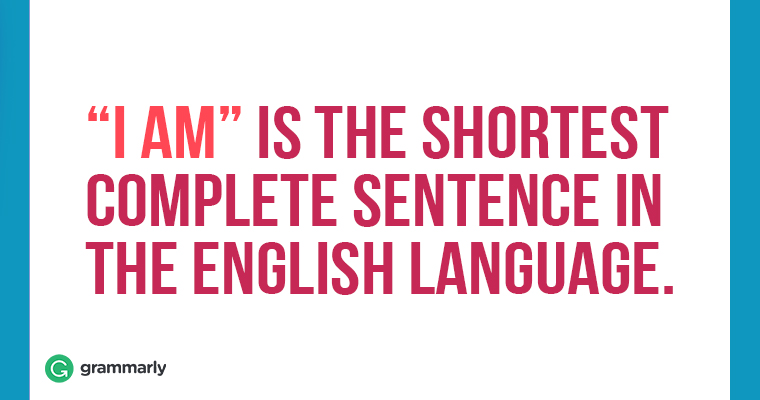 “I AM” IS THE SHORTEST
COMPLETE SENTENCE IN
THE ENGLISH LANGUAGE.
grammarly